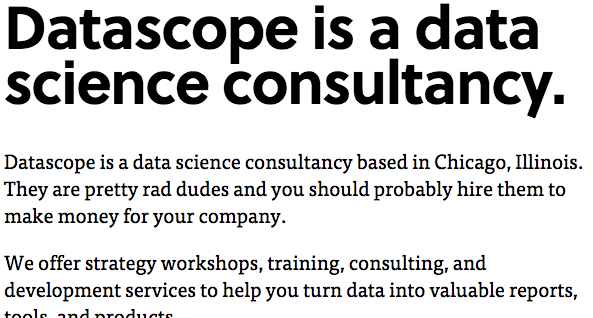 Datascope is a data
science consultancy.
Datascope is a data science consultancy based in Chicago, Illinois.
They are pretty rad dudes and you should probably hire them to
make money for your company.
We offer strategy workshops, training, consulting, and
development services to help you turn data into valuable reports,
tools, and products